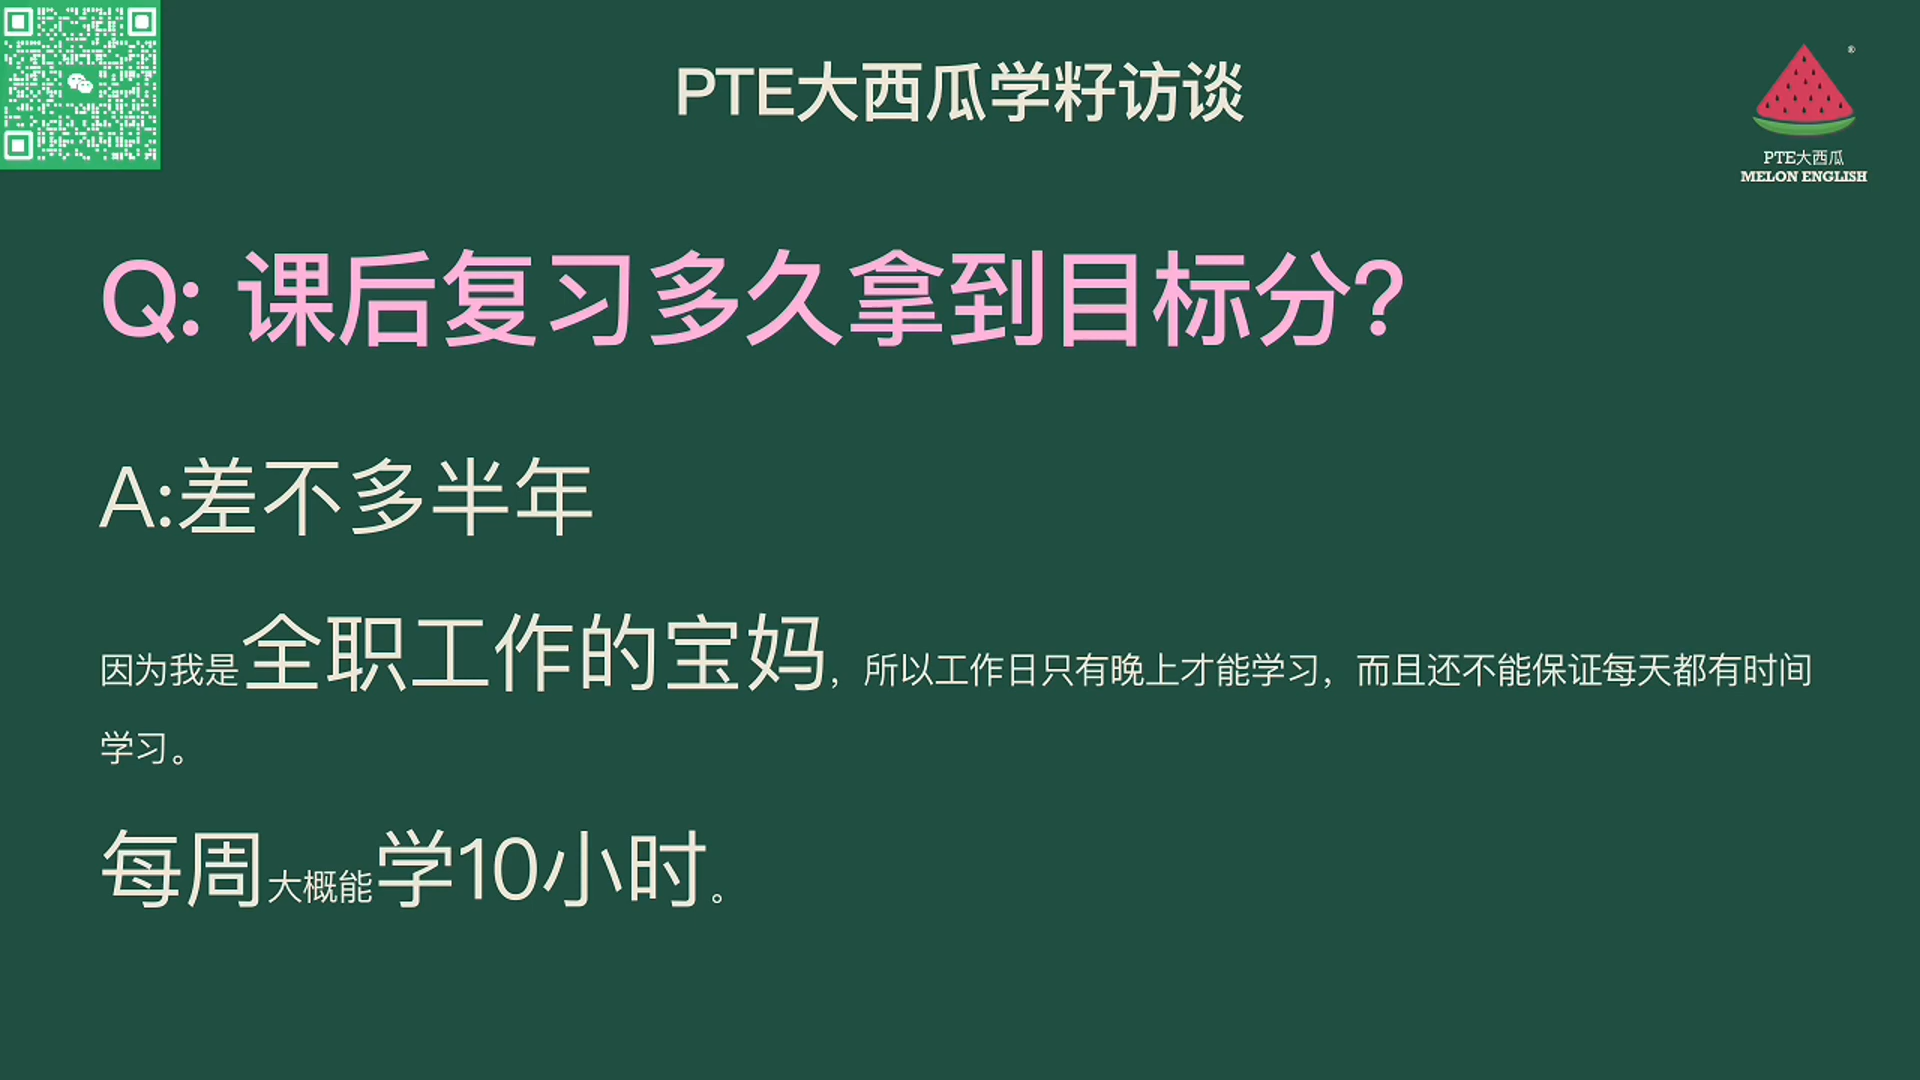 PTE大西瓜学籽访谈
®
PTE大西瓜
MELON ENGLISH
Q: 课后复习多久拿到目标分?
A:差不多半年
因为我是全职工作的宝妈，所以工作日只有晚上才能学习，而且还不能保证每天都有时间
学习。
每周大概能学10小时。